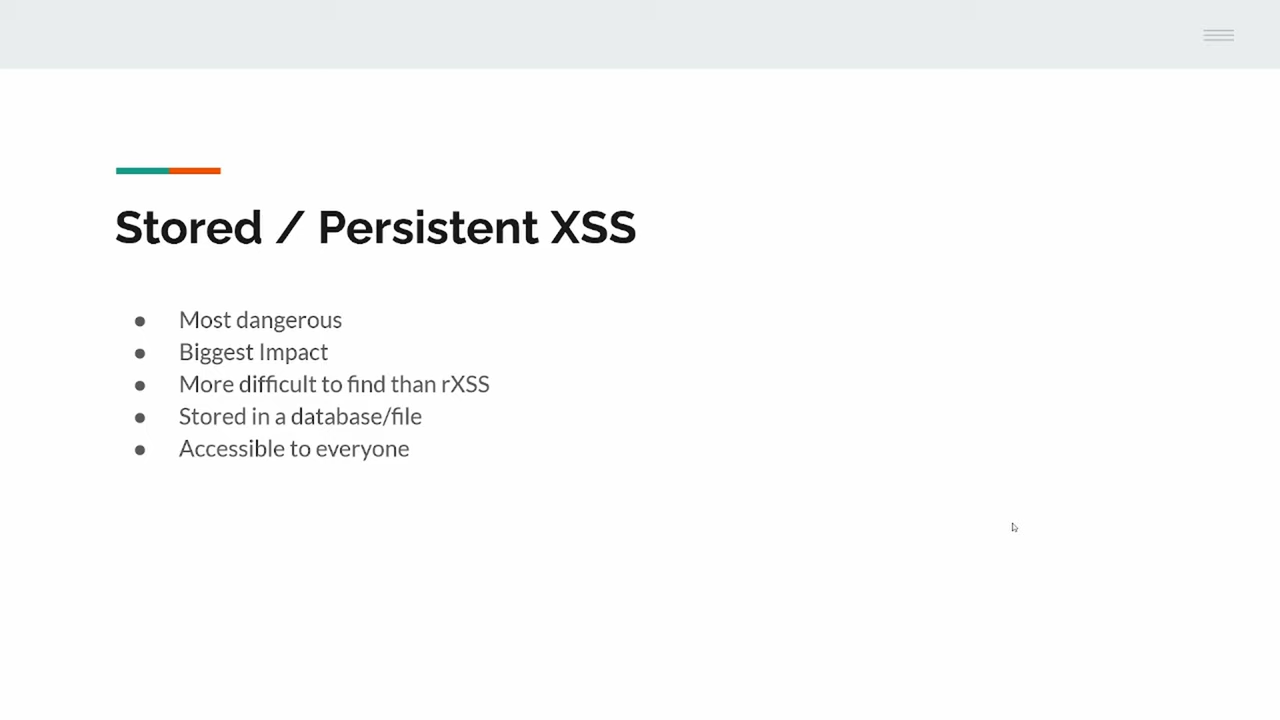 Stored / Persistent XSS
● Most dangerous
● Biggest Impact
● More difficult to find than rXSS
● Stored in a database/file
● Accessible to everyone